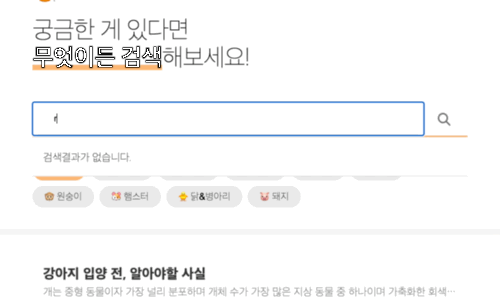 궁금한 게 있다면
무엇이든 검색해보세요!
검색결과가 없습니다.
원숭이 햄스터 닭&병아리 돼지
강아지 입양 전, 알아야할 사실
개는 중형 동물이자 가장 널리 분포하며 개체 수가 가장 많은 지상 동물 중 하나이며 가축화한 회색…